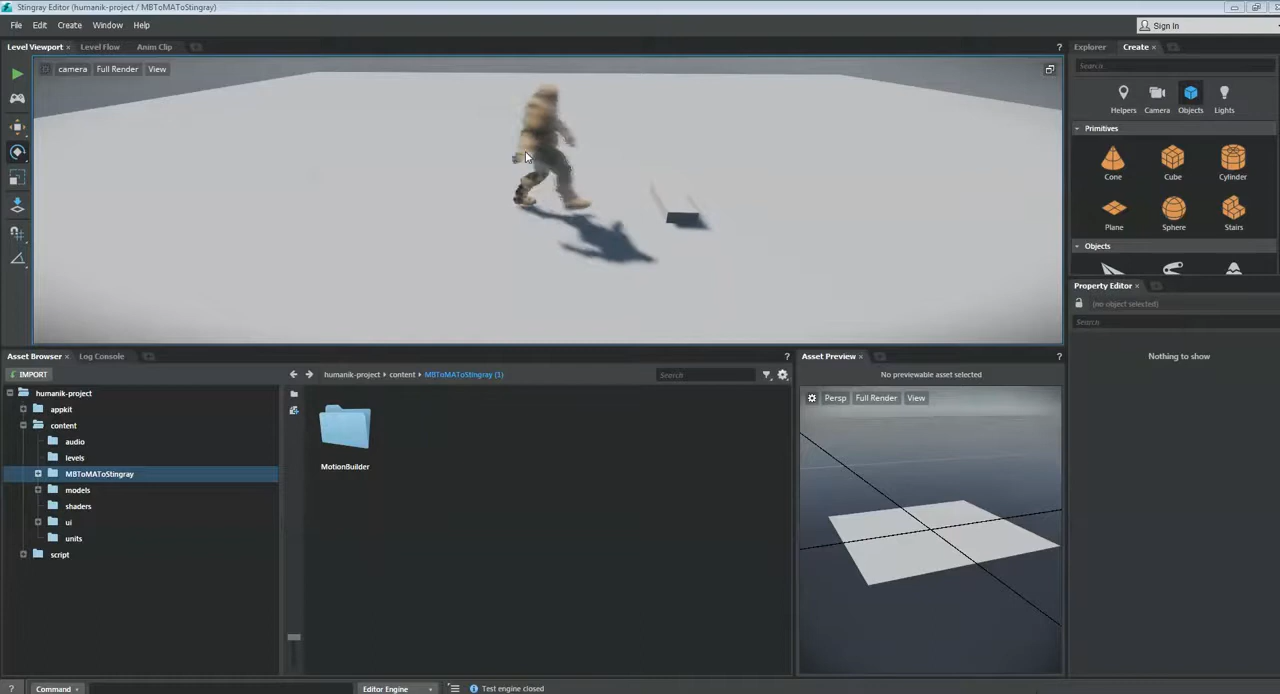 Stingray Editor (humanik-project / MBToMAToStingray)
File Edit Create Window Help
Sign In
Level Viewport Level Flow Anim Clip
?
Explorer Create
camera Full Render View
Search
Helpers Camera Objects Lights
Primitives
Cone Cube Cylinder
Plane Sphere Stairs
Objects
Property Editor
(no object selected)
Search
Nothing to show
Asset Browser Log Console
?
Asset Preview
?
IMPORT
humanik-project content MBToMAToStingray (1)
Search
No previewable asset selected
humanik-project
appkit
content
audio
levels
MBToMAToStingray
models
shaders
ui
units
script
MotionBuilder
Persp Full Render View
? Command
Editor Engine
Test engine closed